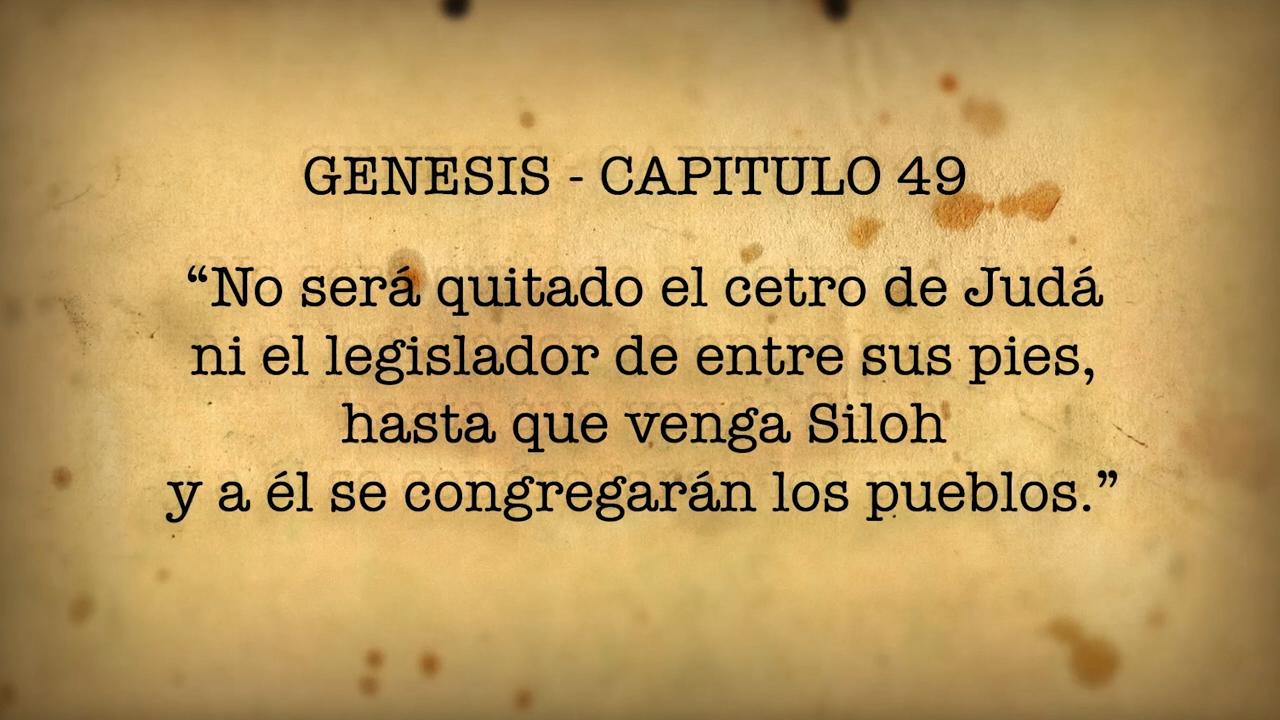 GENESIS - CAPITULO 49
“No será quitado el cetro de Judá
ni el legislador de entre sus pies,
hasta que venga Siloh
y a él se congregarán los pueblos.”